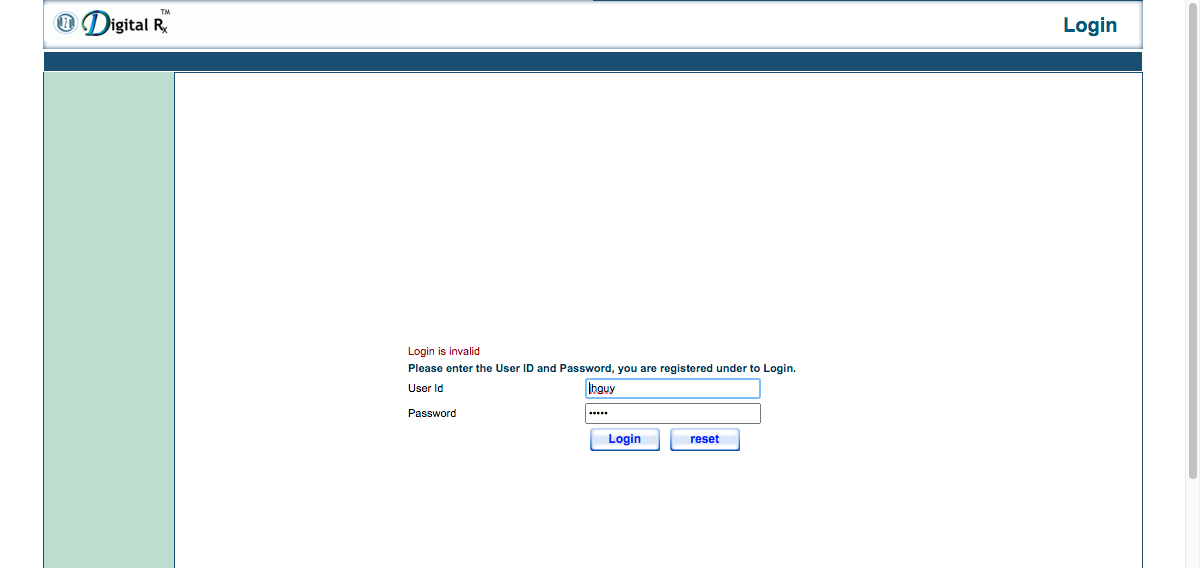 Digital Rx™
Login
Login is invalid
Please enter the User ID and Password, you are registered under to Login.
User Id
ihguy
Password
•••••
Login
reset